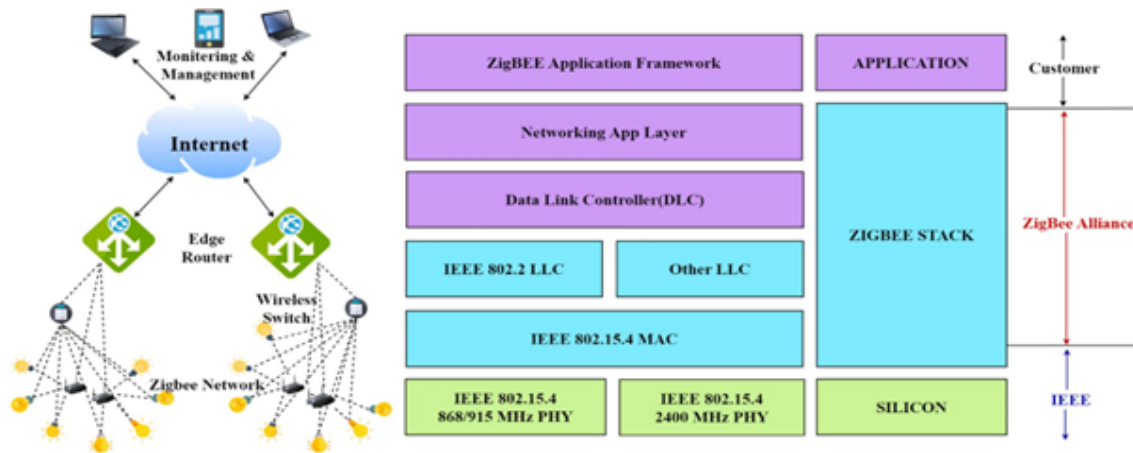 Monitering &
Management
Internet
Edge
Router
Wireless
Switch:
Zigbee Network
ZigBEE Application Framework
APPLICATION
Customer
Networking App Layer
Data Link Controller(DLC)
ZIGBEE STACK
ZigBee Alliance
IEEE 802.2 LLC
Other LLC
IEEE 802.15.4 MAC
IEEE 802.15.4
868/915 MHz PHY
IEEE 802.15.4
2400 MHz PHY
SILICON
IEEE